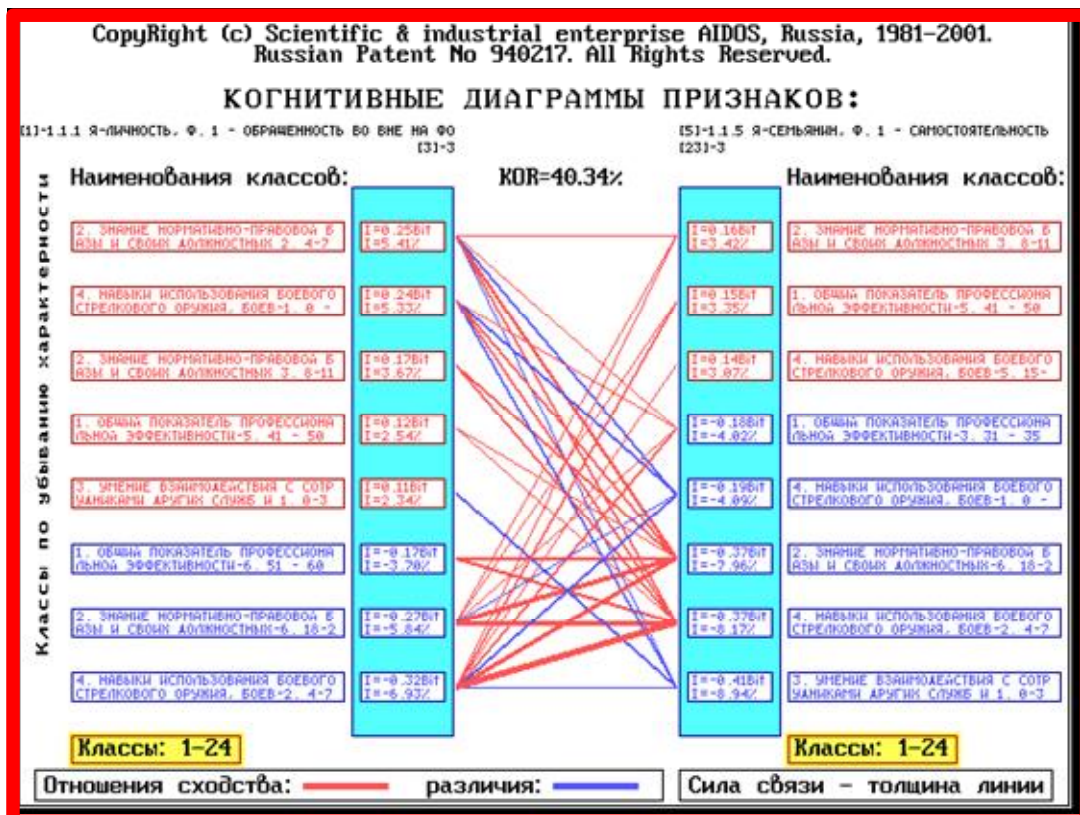 CopyRight (c) Scientific & industrial enterprise AIDOS, Russia, 1981-2001.
Russian Patent No 940217. All Rights Reserved.
КОГНИТИВНЫЕ ДИАГРАММЫ ПРИЗНАКОВ:
[1]-1.1.1 Я-ЛИЧНОСТЬ, Ф. 1 - ОБРАЩЕННОСТЬ ВО ВНЕ НА ФО
[3]-3
[5]-1.1.5 Я-СЕМЬЯНИН, Ф. 1 - САМОСТОЯТЕЛЬНОСТЬ
[23]-3
Классы по убыванию характерности
Наименования классов:
KOR=40.34%
Наименования классов:
2. ЗНАНИЕ НОРМАТИВНО-ПРАВОВОЙ Б
АЗЫ И СВОИХ ДОЛЖНОСТНЫХ 2. 4-7
I=0.25Bit
I=5.41%
4. НАВЫКИ ИСПОЛЬЗОВАНИЯ БОЕВОГО
СТРЕЛКОВОГО ОРУЖИЯ, БОЕВ-1. 0 -
I=0.24Bit
I=5.33%
2. ЗНАНИЕ НОРМАТИВНО-ПРАВОВОЙ Б
АЗЫ И СВОИХ ДОЛЖНОСТНЫХ 3. 8-11
I=0.17Bit
I=3.67%
1. ОБЩИЙ ПОКАЗАТЕЛЬ ПРОФЕССИОНА
ЛЬНОЙ ЭФФЕКТИВНОСТИ-5. 41 - 50
I=0.12Bit
I=2.54%
3. УМЕНИЕ ВЗАИМОДЕЙСТВИЯ С СОТР
УДНИКАМИ ДРУГИХ СЛУЖБ И 1. 0-3
I=0.11Bit
I=2.34%
1. ОБЩИЙ ПОКАЗАТЕЛЬ ПРОФЕССИОНА
ЛЬНОЙ ЭФФЕКТИВНОСТИ-6. 51 - 60
I=-0.17Bit
I=-3.70%
2. ЗНАНИЕ НОРМАТИВНО-ПРАВОВОЙ Б
АЗЫ И СВОИХ ДОЛЖНОСТНЫХ-6. 18-2
I=-0.27Bit
I=-5.84%
4. НАВЫКИ ИСПОЛЬЗОВАНИЯ БОЕВОГО
СТРЕЛКОВОГО ОРУЖИЯ, БОЕВ-2. 4-7
I=-0.32Bit
I=-6.93%
I=0.16Bit
I=3.42%
2. ЗНАНИЕ НОРМАТИВНО-ПРАВОВОЙ Б
АЗЫ И СВОИХ ДОЛЖНОСТНЫХ 3. 8-11
I=0.15Bit
I=3.35%
1. ОБЩИЙ ПОКАЗАТЕЛЬ ПРОФЕССИОНА
ЛЬНОЙ ЭФФЕКТИВНОСТИ-5. 41 - 50
I=0.14Bit
I=3.07%
4. НАВЫКИ ИСПОЛЬЗОВАНИЯ БОЕВОГО
СТРЕЛКОВОГО ОРУЖИЯ, БОЕВ-5. 15-
I=-0.18Bit
I=-4.02%
1. ОБЩИЙ ПОКАЗАТЕЛЬ ПРОФЕССИОНА
ЛЬНОЙ ЭФФЕКТИВНОСТИ-3. 31 - 35
I=-0.19Bit
I=-4.09%
4. НАВЫКИ ИСПОЛЬЗОВАНИЯ БОЕВОГО
СТРЕЛКОВОГО ОРУЖИЯ, БОЕВ-1. 0 -
I=-0.37Bit
I=-7.96%
2. ЗНАНИЕ НОРМАТИВНО-ПРАВОВОЙ Б
АЗЫ И СВОИХ ДОЛЖНОСТНЫХ-6. 18-2
I=-0.37Bit
I=-8.17%
4. НАВЫКИ ИСПОЛЬЗОВАНИЯ БОЕВОГО
СТРЕЛКОВОГО ОРУЖИЯ, БОЕВ-2. 4-7
I=-0.41Bit
I=-8.94%
3. УМЕНИЕ ВЗАИМОДЕЙСТВИЯ С СОТР
УДНИКАМИ ДРУГИХ СЛУЖБ И 1. 0-3
Классы: 1-24
Классы: 1-24
Отношения сходства: различия:
Сила связи - толщина линии